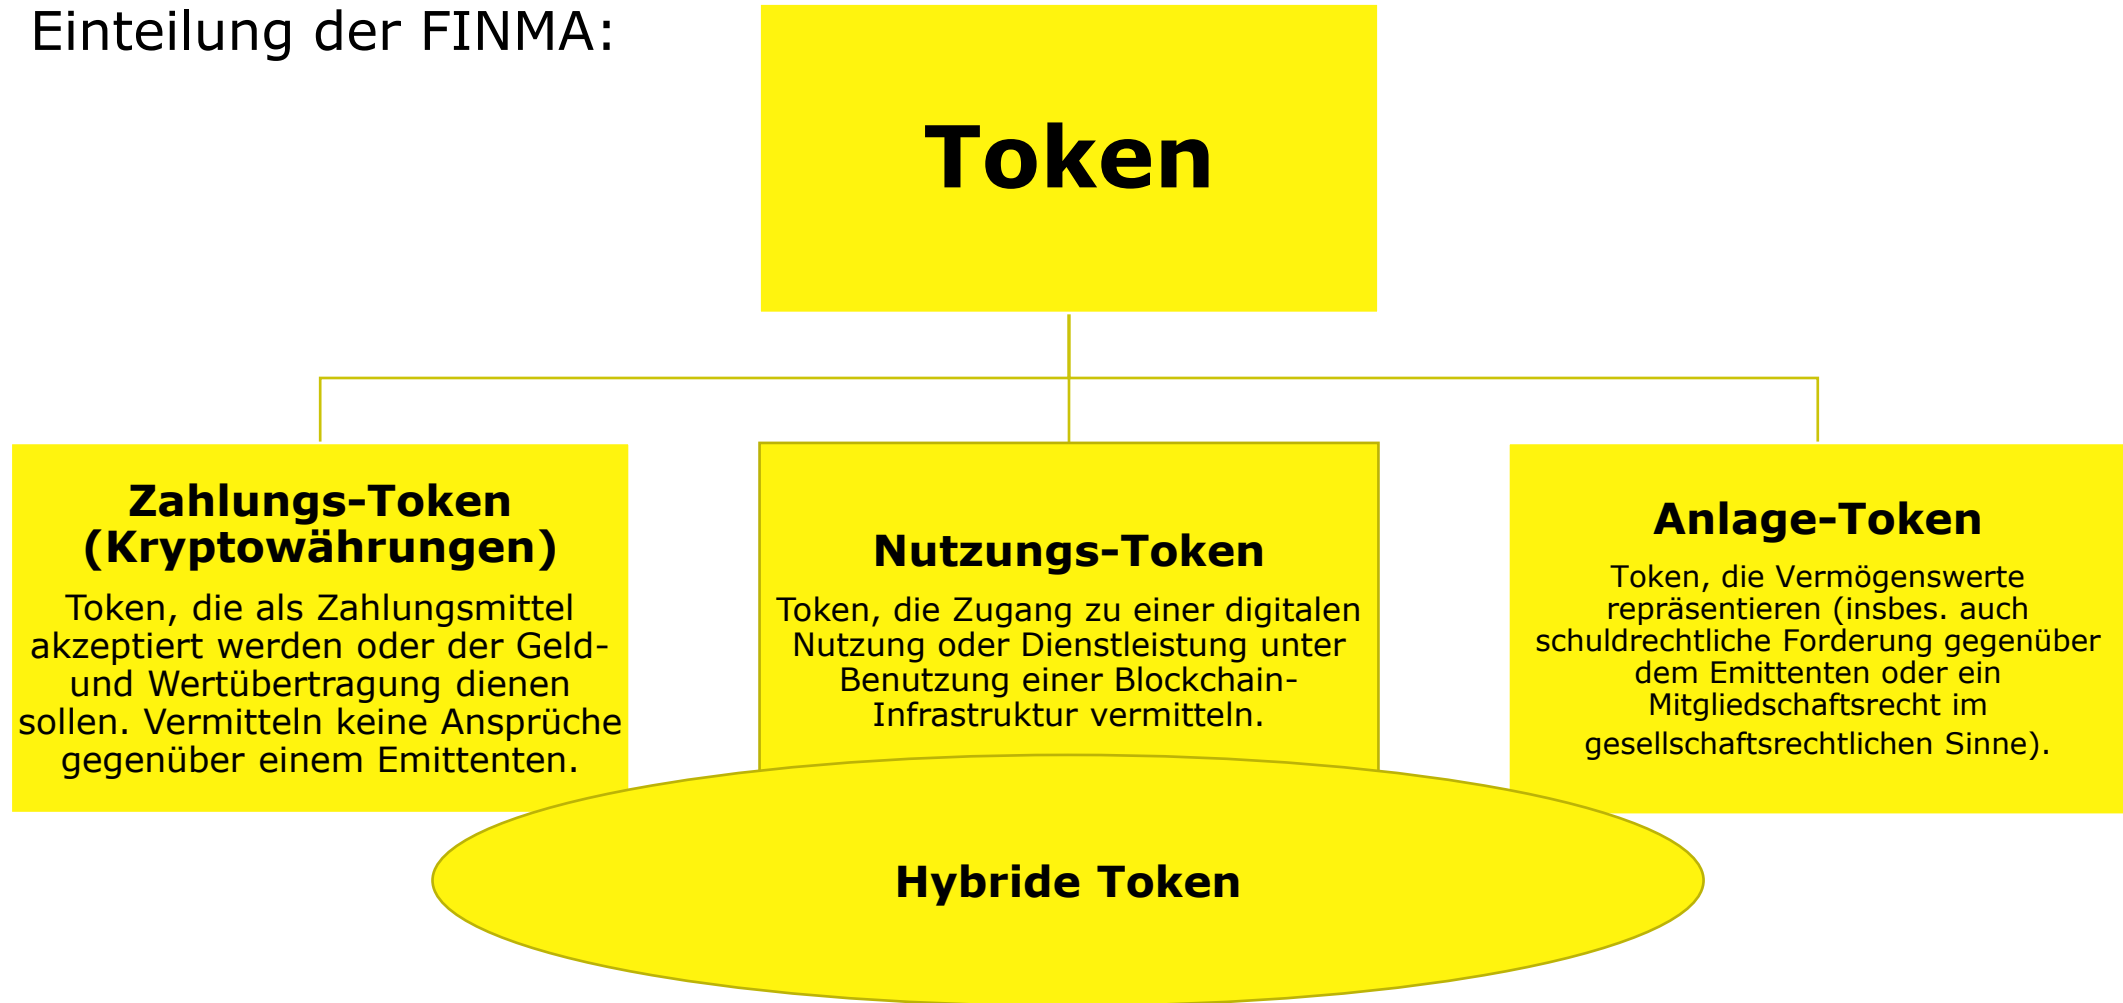 Einteilung der FINMA:
Token
Zahlungs-Token
(Kryptowährungen)
Token, die als Zahlungsmittel
akzeptiert werden oder der Geld-
und Wertübertragung dienen
sollen. Vermitteln keine Ansprüche
gegenüber einem Emittenten.
Nutzungs-Token
Token, die Zugang zu einer digitalen
Nutzung oder Dienstleistung unter
Benutzung einer Blockchain-
Infrastruktur vermitteln.
Anlage-Token
Token, die Vermögenswerte
repräsentieren (insbes. auch
schuldrechtliche Forderung gegenüber
dem Emittenten oder ein
Mitgliedschaftsrecht im
gesellschaftsrechtlichen Sinne).
Hybride Token